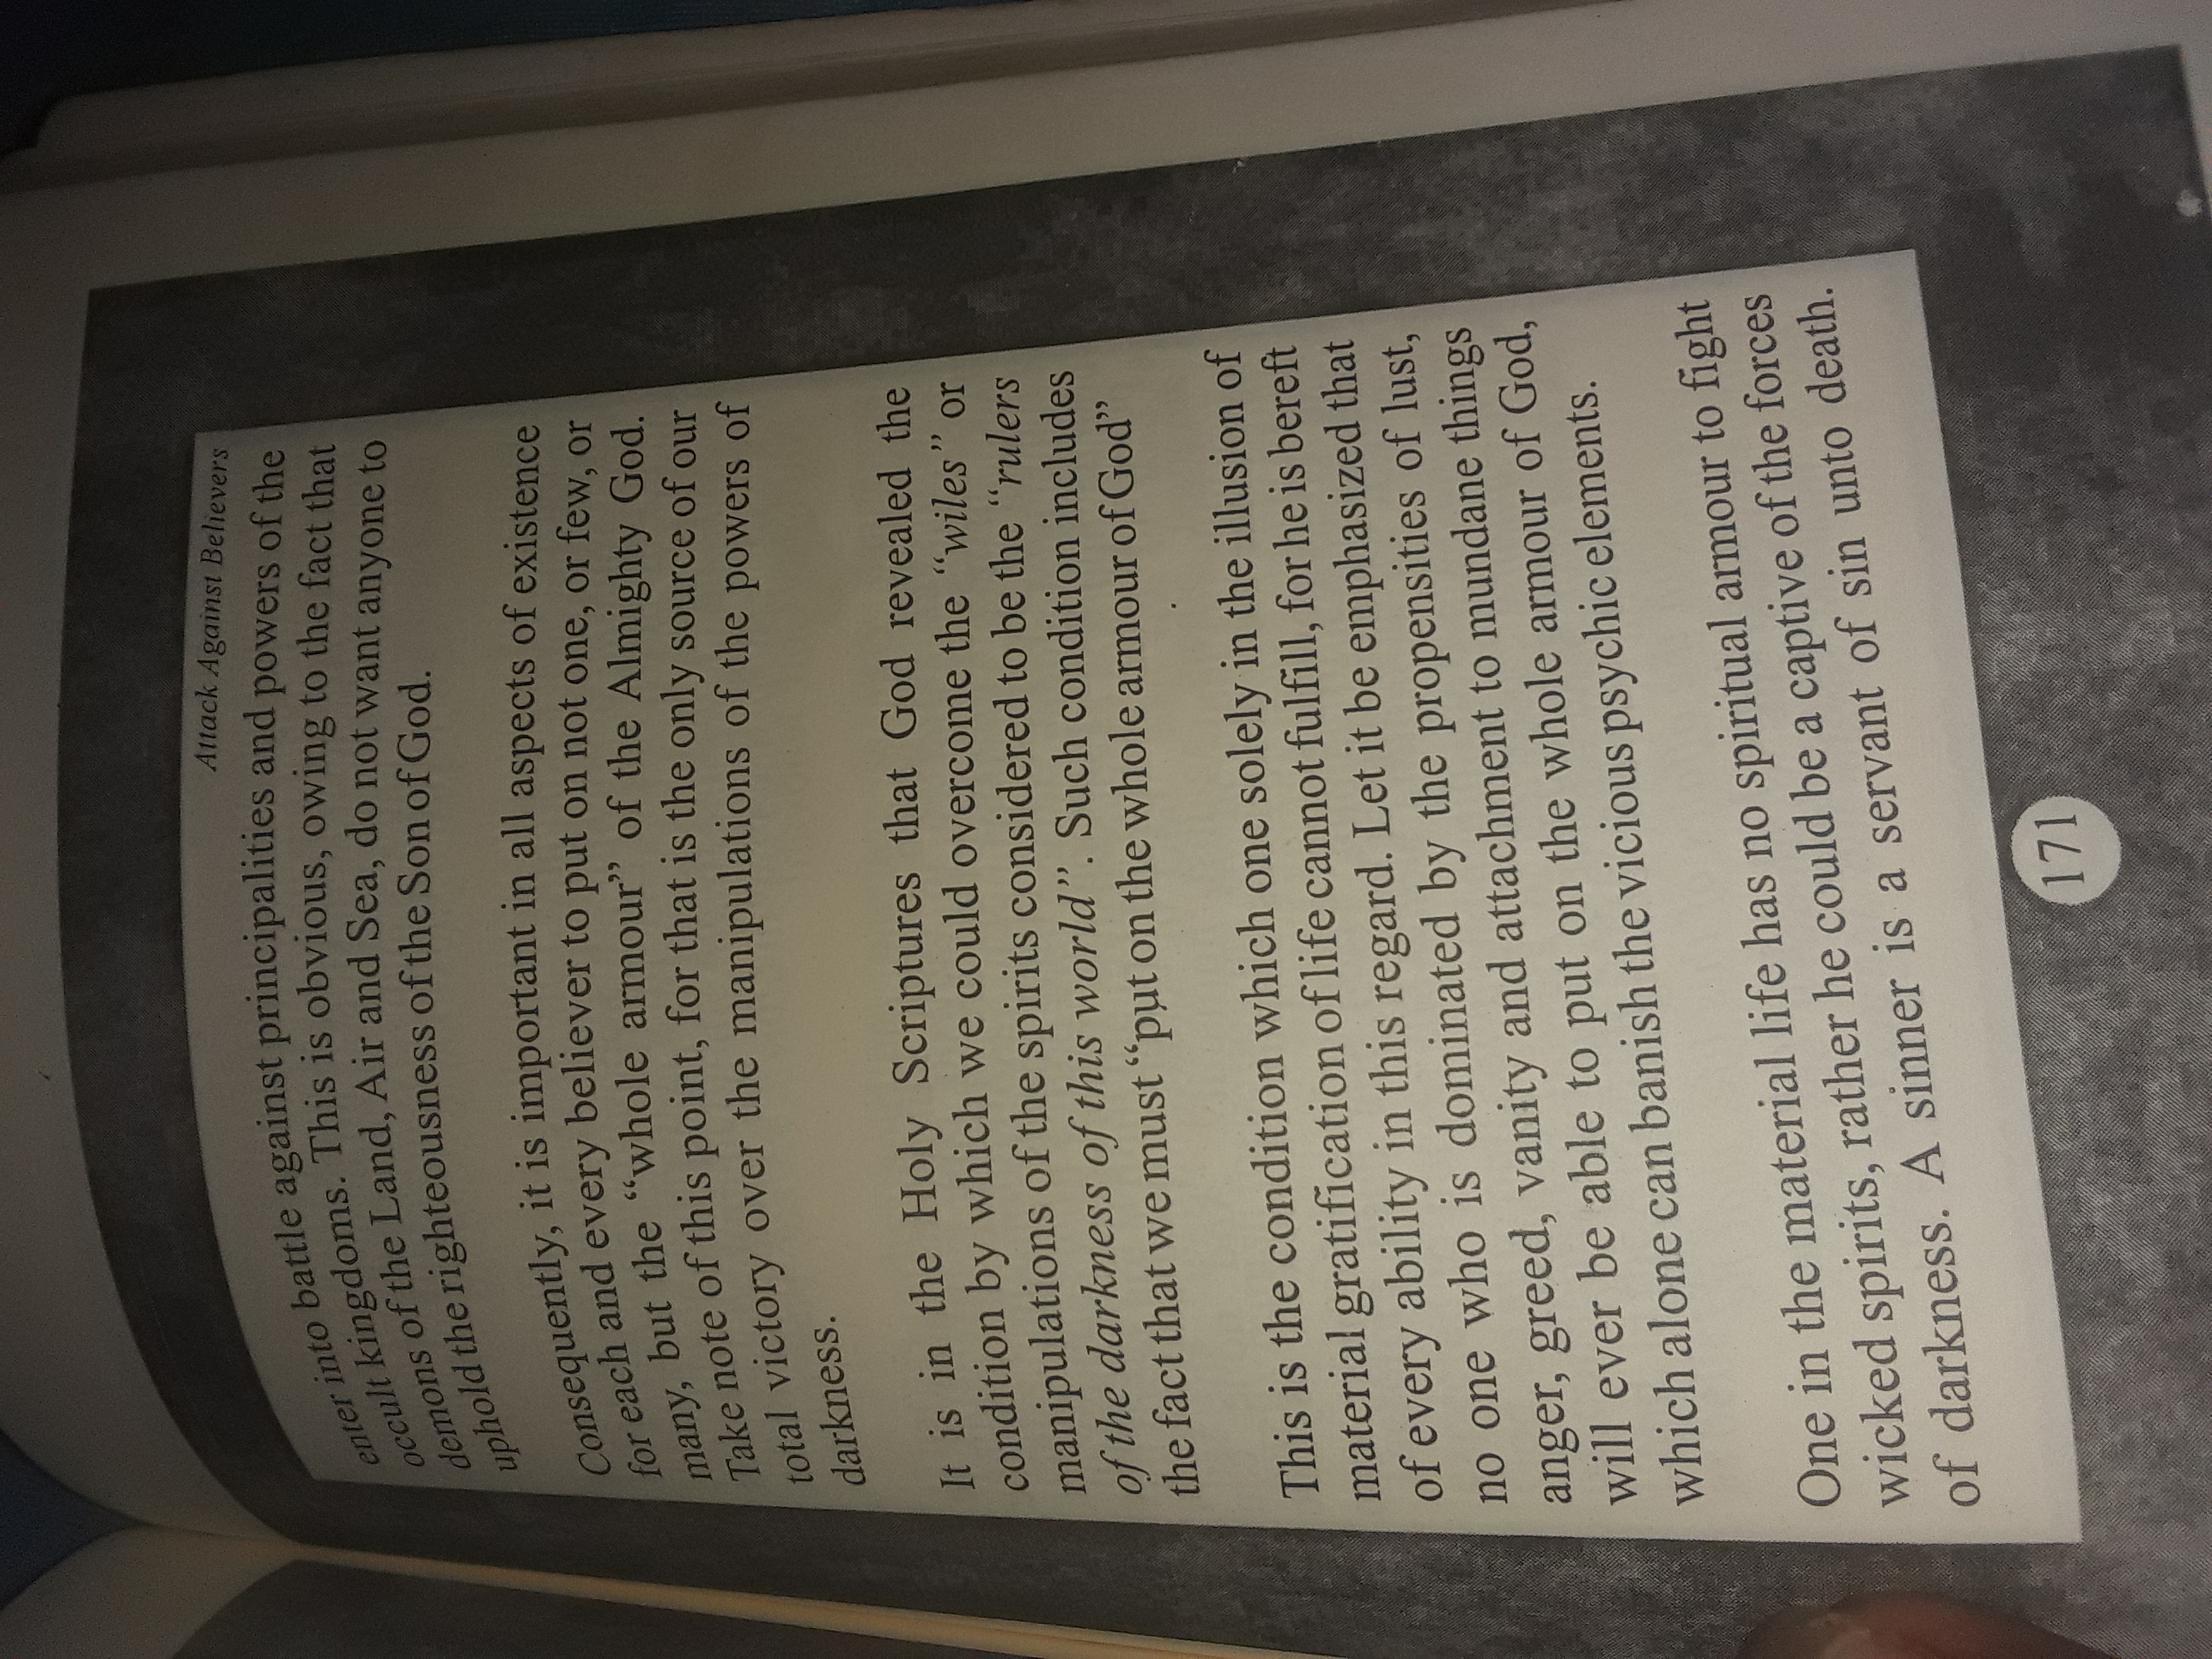 Attack Against Believers
enter into battle against principalities and powers of the
occult kingdoms. This is obvious, owing to the fact that
demons of the Land, Air and Sea, do not want anyone to
uphold the righteousness of the Son of God.
Consequently, it is important in all aspects of existence
for each and every believer to put on not one, or few, or
many, but the “whole armour” of the Almighty God.
Take note of this point, for that is the only source of our
total victory over the manipulations of the powers of
darkness.
It is in the Holy Scriptures that God revealed the
condition by which we could overcome the “wiles” or
manipulations of the spirits considered to be the “rulers
of the darkness of this world”. Such condition includes
the fact that we must “put on the whole armour of God”
This is the condition which one solely in the illusion of
material gratification of life cannot fulfill, for he is bereft
of every ability in this regard. Let it be emphasized that
no one who is dominated by the propensities of lust,
anger, greed, vanity and attachment to mundane things
will ever be able to put on the whole armour of God,
which alone can banish the vicious psychic elements.
One in the material life has no spiritual armour to fight
wicked spirits, rather he could be a captive of the forces
of darkness. A sinner is a servant of sin unto death.
171